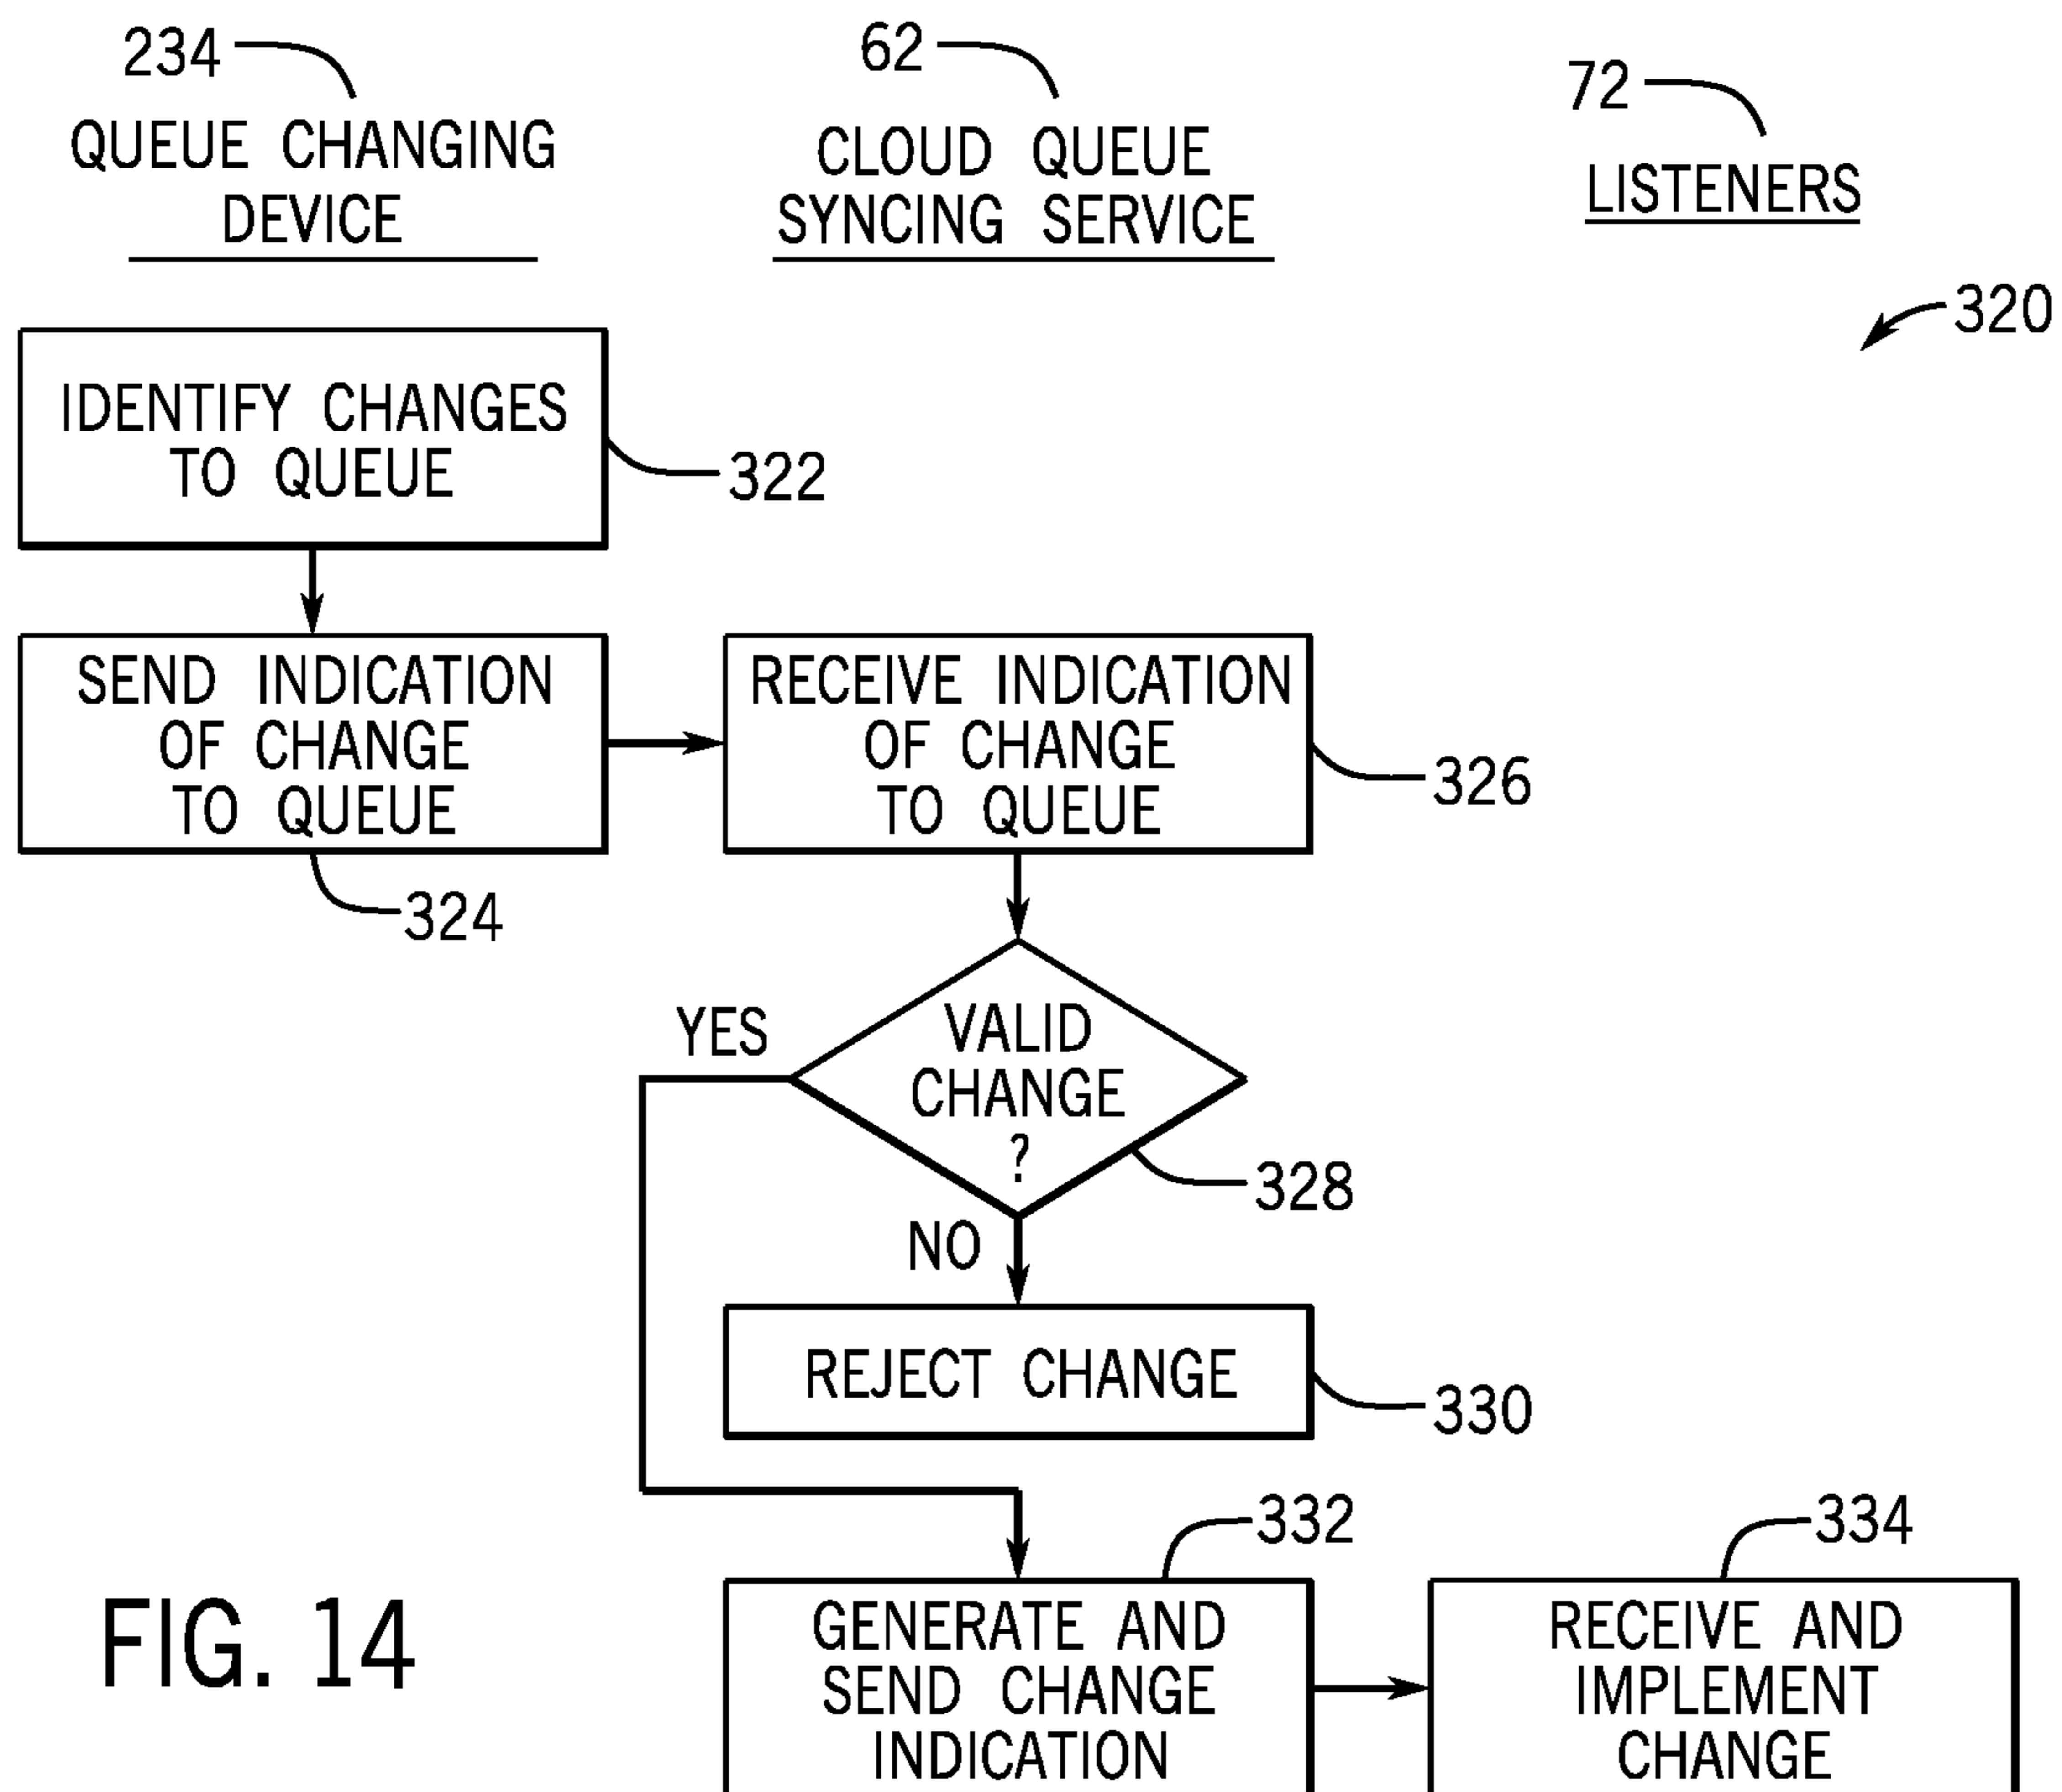 234
QUEUE CHANGING
DEVICE
62
CLOUD QUEUE
SYNCING SERVICE
72
LISTENERS
320
IDENTIFY CHANGES
TO QUEUE
322
SEND INDICATION
OF CHANGE
TO QUEUE
324
RECEIVE INDICATION
OF CHANGE
TO QUEUE
326
VALID
CHANGE
?
328
YES
NO
REJECT CHANGE
330
GENERATE AND
SEND CHANGE
INDICATION
332
RECEIVE AND
IMPLEMENT
CHANGE
334
FIG. 14